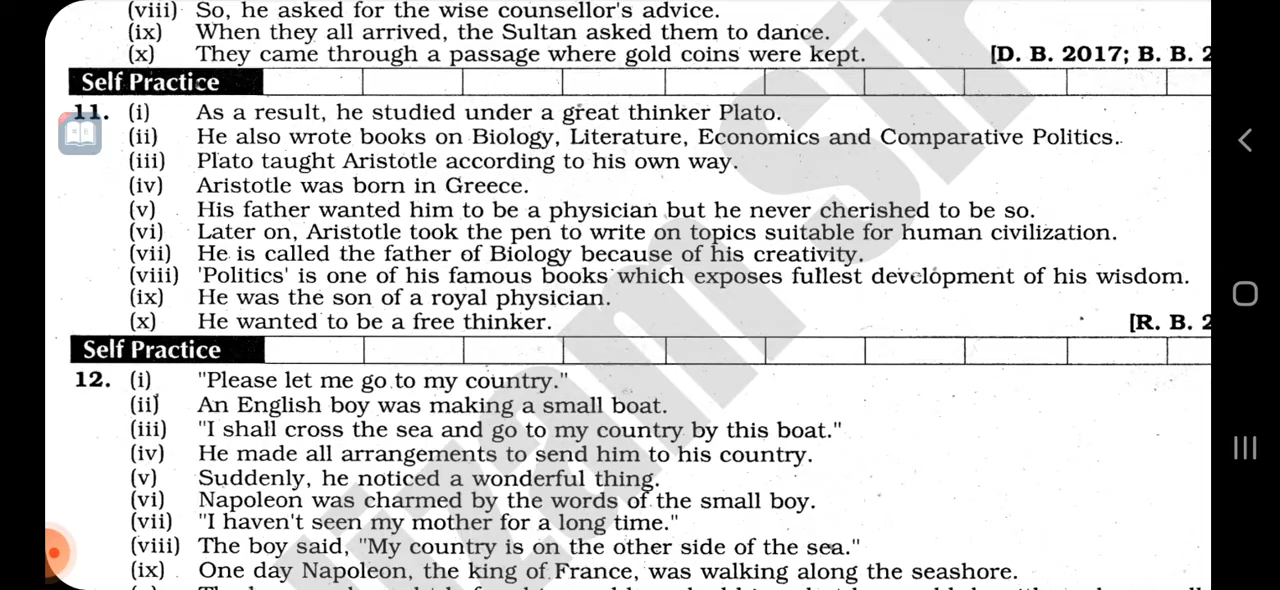 (viii) So, he asked for the wise counsellor's advice.
(ix) When they all arrived, the Sultan asked them to dance.
(x) They came through a passage where gold coins were kept. [D. B. 2017; B. B. 2
Self Practice
11. (i) As a result, he studied under a great thinker Plato.
(ii) He also wrote books on Biology, Literature, Economics and Comparative Politics.
(iii) Plato taught Aristotle according to his own way.
(iv) Aristotle was born in Greece.
(v) His father wanted him to be a physician but he never cherished to be so.
(vi) Later on, Aristotle took the pen to write on topics suitable for human civilization.
(vii) He is called the father of Biology because of his creativity.
(viii) 'Politics' is one of his famous books which exposes fullest development of his wisdom.
(ix) He was the son of a royal physician.
(x) He wanted to be a free thinker. [R. B. 2
Self Practice
12. (i) "Please let me go to my country."
(ii) An English boy was making a small boat.
(iii) "I shall cross the sea and go to my country by this boat."
(iv) He made all arrangements to send him to his country.
(v) Suddenly, he noticed a wonderful thing.
(vi) Napoleon was charmed by the words of the small boy.
(vii) "I haven't seen my mother for a long time."
(viii) The boy said, "My country is on the other side of the sea."
(ix) One day Napoleon, the king of France, was walking along the seashore.